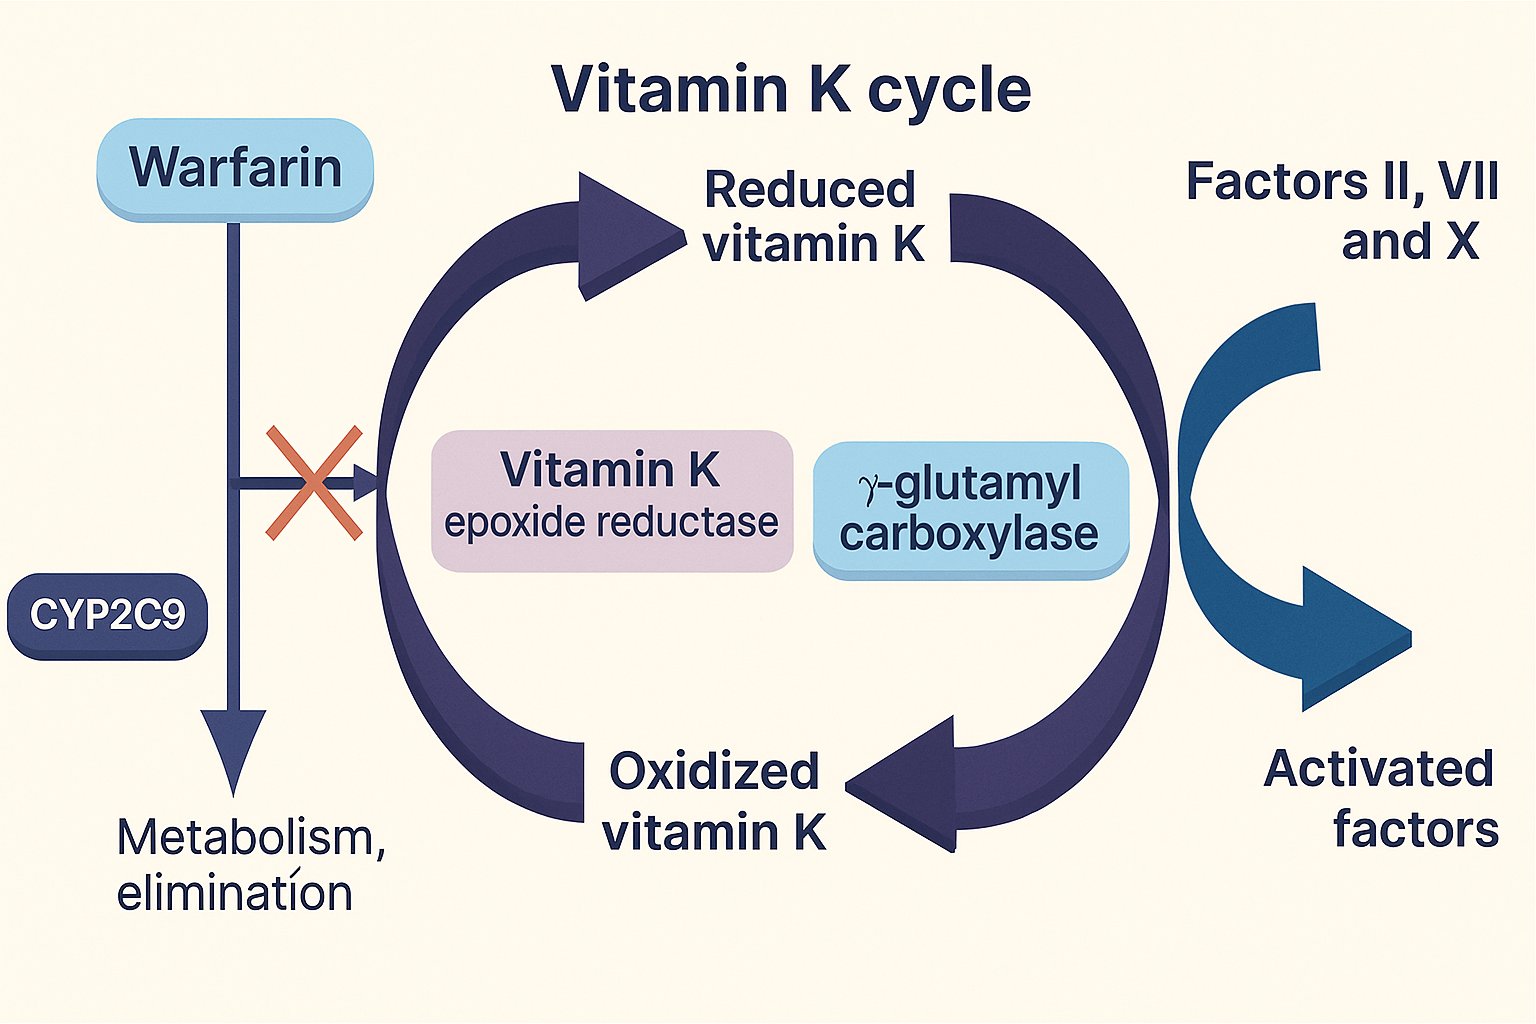 Vitamin K cycle
Warfarin
Reduced
vitamin K
Factors II, VII
and X
Vitamin K
epoxide reductase
γ-glutamyl
carboxylase
CYP2C9
Oxidized
vitamin K
Activated
factors
Metabolism,
eliminatíon